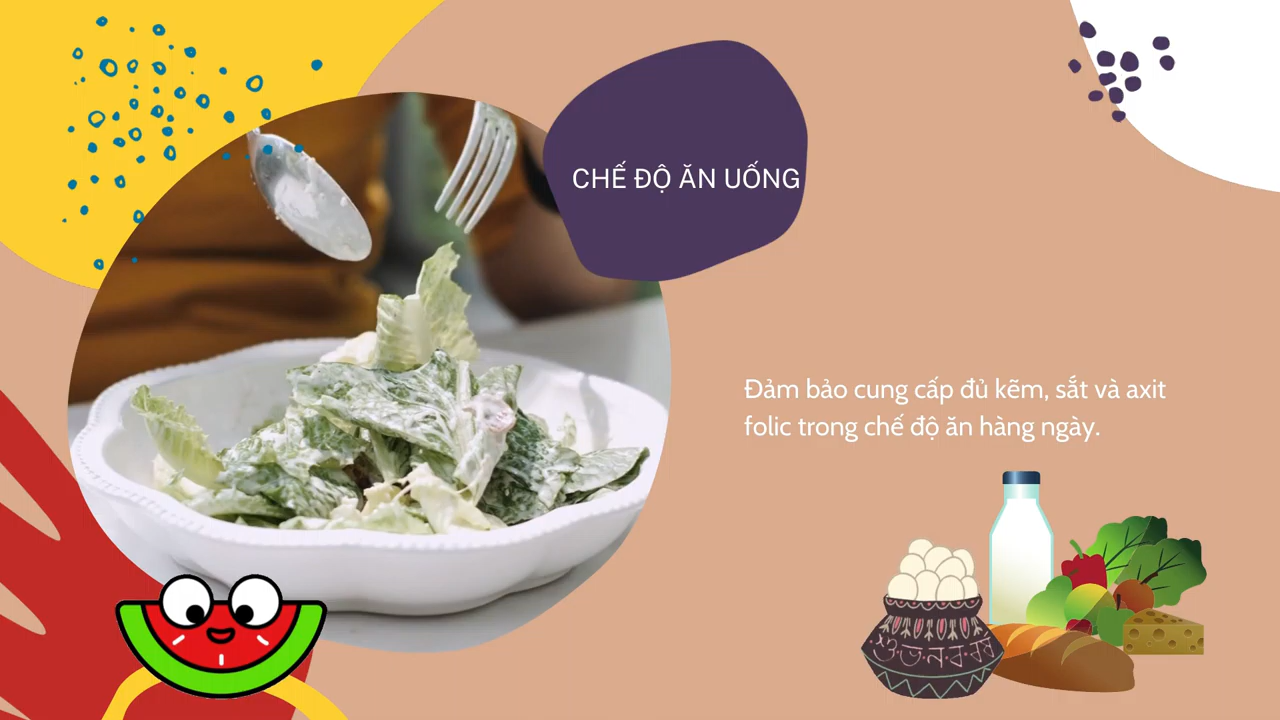 CHẾ ĐỘ ĂN UỐNG
Đảm bảo cung cấp đủ kẽm, sắt và axit
folic trong chế độ ăn hàng ngày.
শুভ নববর্ষ